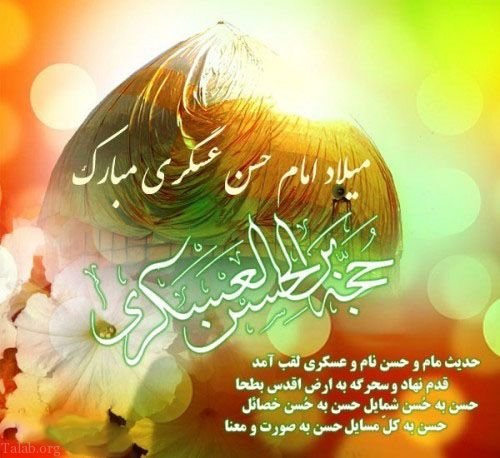 میلاد امام حسن عسگری مبارک
حُجَّة بن الحسن العسکری
حدیث مام و حسن نام و عسکری لقب آمد
قدم نهاد و سحرگه به ارض اقدس بطحا
حسن به حُسن شمایل حسن به حُسن خصائل
حسن به کلّ مسایل حسن به صورت و معنا
Talab.org